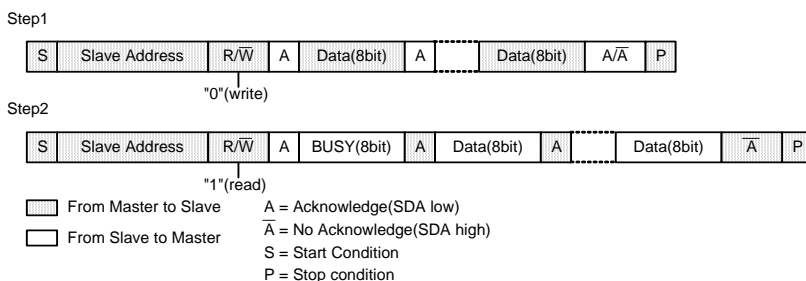 Step1
S Slave Address R/W̅ A Data(8bit) A Data(8bit) A/A̅ P
"0"(write)
Step2
S Slave Address R/W̅ A BUSY(8bit) A Data(8bit) A Data(8bit) A̅ P
"1"(read)
From Master to Slave A = Acknowledge(SDA low)
From Slave to Master A̅ = No Acknowledge(SDA high)
S = Start Condition
P = Stop condition